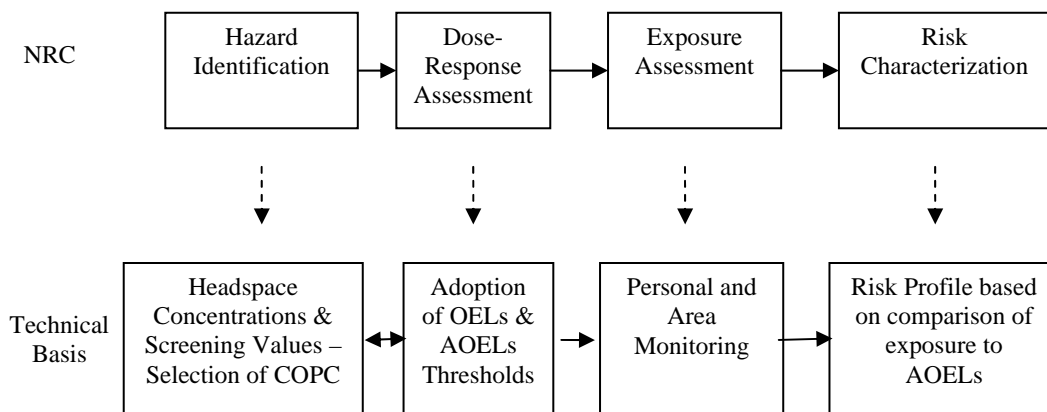 NRC
Hazard
Identification
Dose-
Response
Assessment
Exposure
Assessment
Risk
Characterization
Technical
Basis
Headspace
Concentrations &
Screening Values –
Selection of COPC
Adoption
of OELs &
AOELs
Thresholds
Personal and
Area
Monitoring
Risk Profile based
on comparison of
exposure to
AOELs